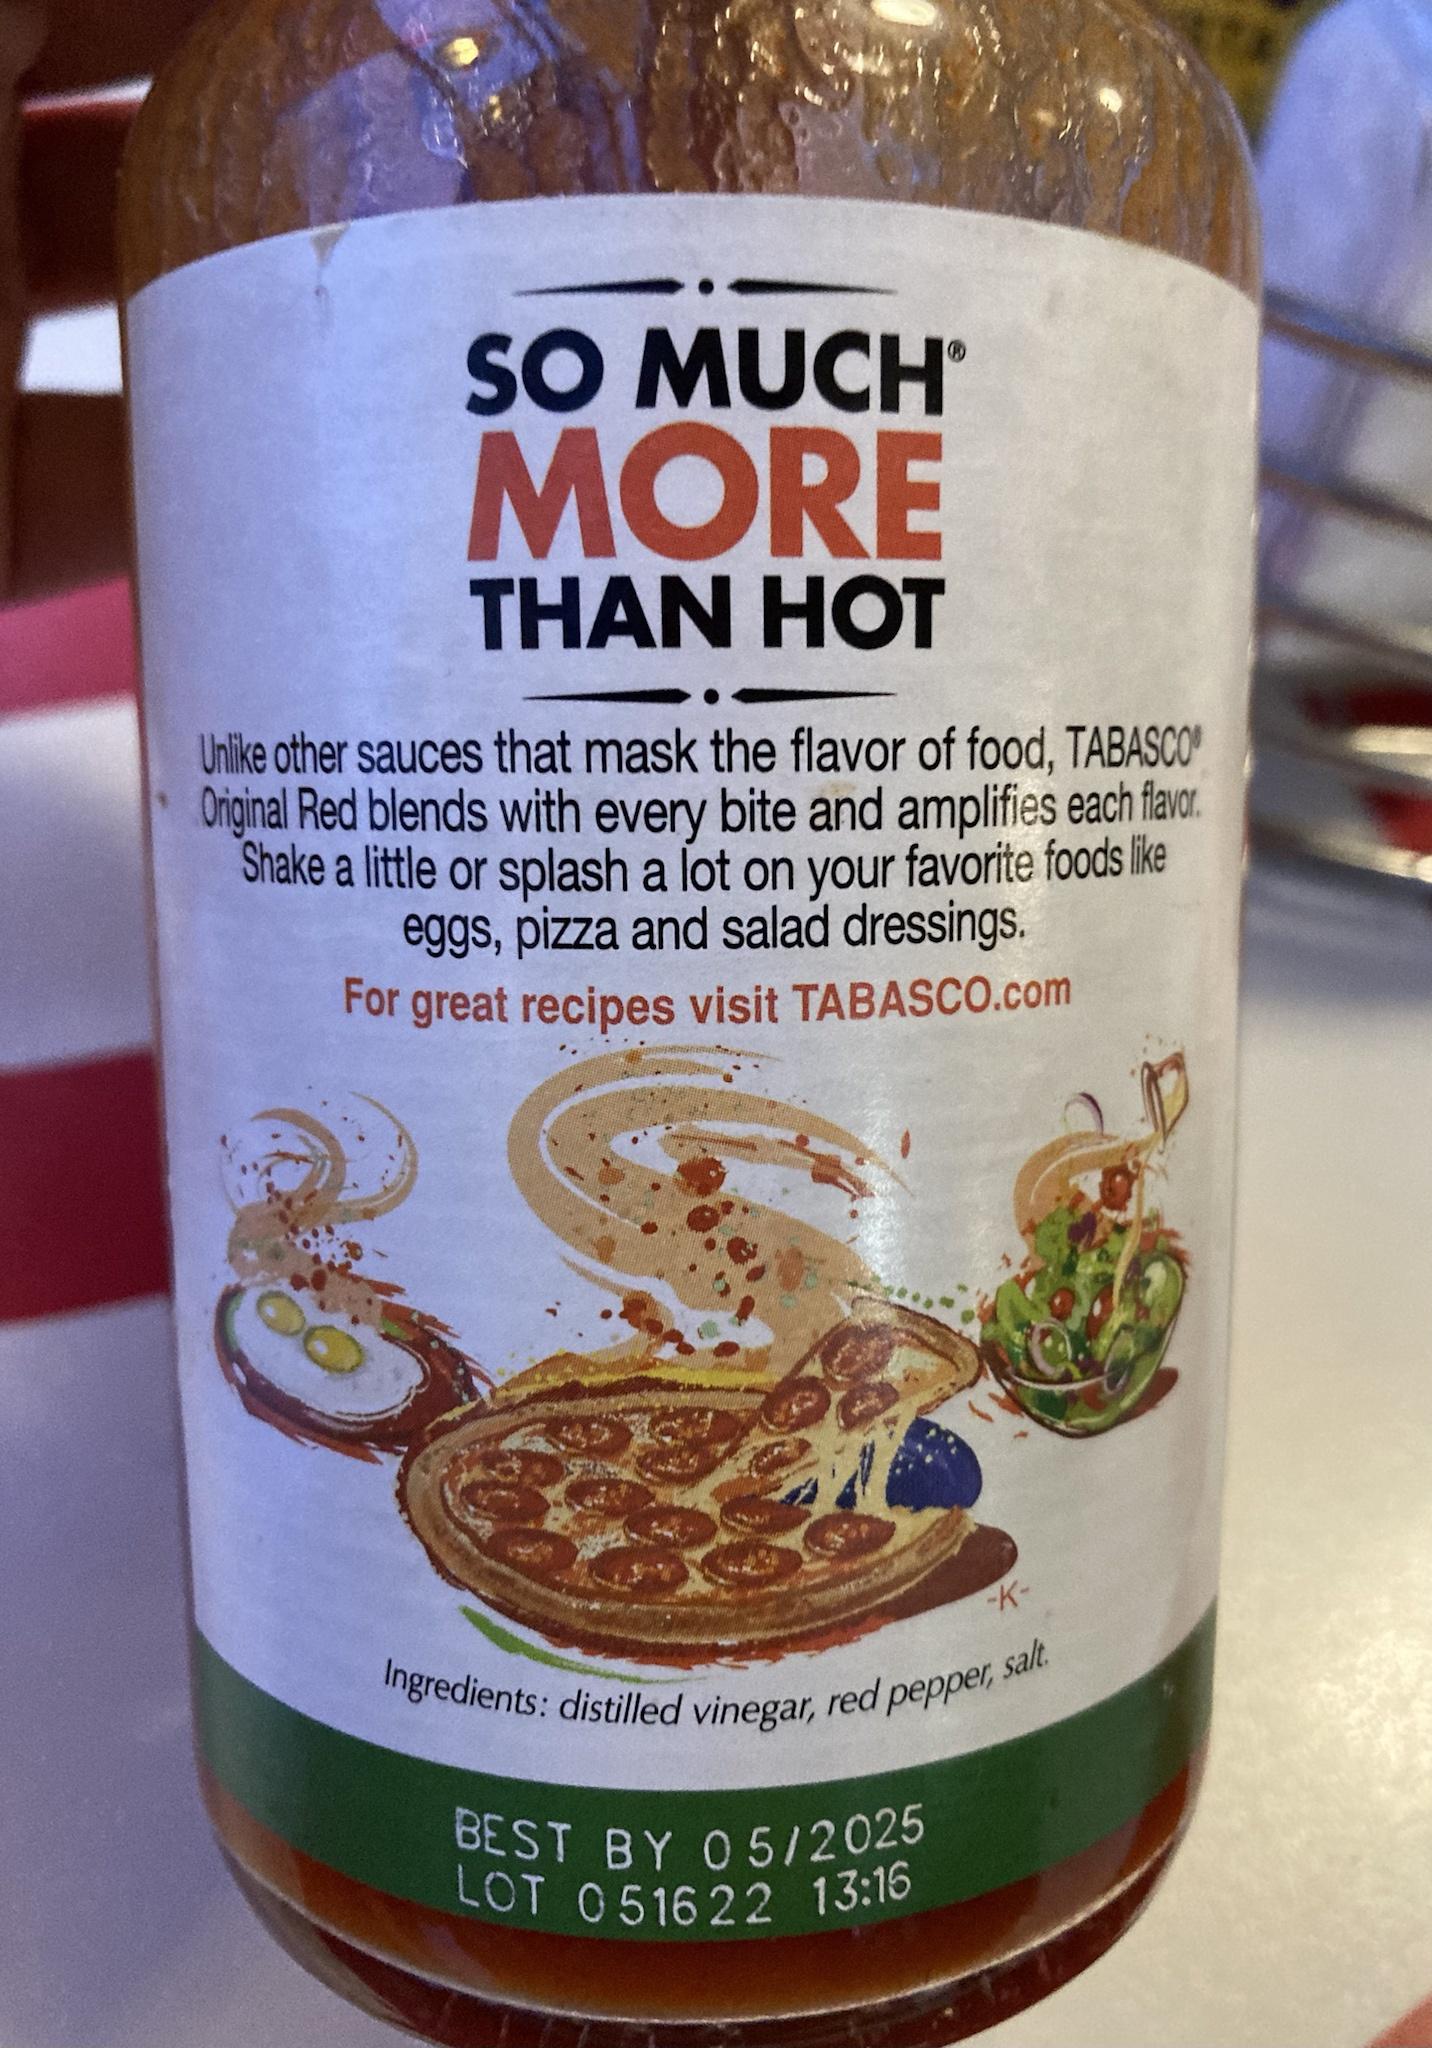 SO MUCH®
MORE
THAN HOT
Unlike other sauces that mask the flavor of food, TABASCO®
Original Red blends with every bite and amplifies each flavor.
Shake a little or splash a lot on your favorite foods like
eggs, pizza and salad dressings.
For great recipes visit TABASCO.com
-K-
Ingredients: distilled vinegar, red pepper, salt.
BEST BY 05/2025
LOT 051622 13:16